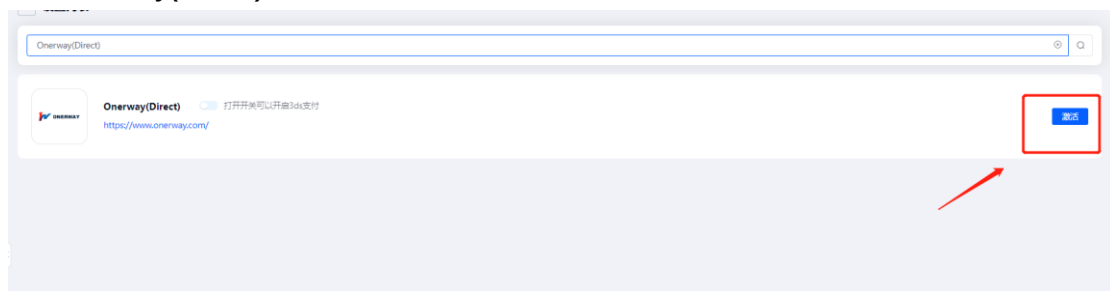 Onerway(Direct)
Onerway(Direct) 打开开关可以开启3ds支付
ONERWAY
https://www.onerway.com/
激活